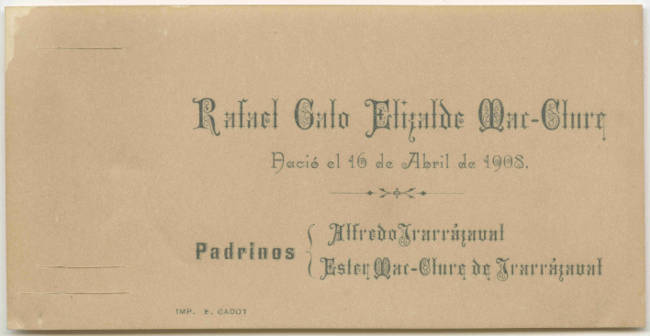 Rafael Galo Elizalde Mac-Clure
Nació el 16 de Abril de 1908.
Padrinos
Alfredo Irarrázaval
Ester Mac-Clure de Irarrázaval
IMP. E. CADOT